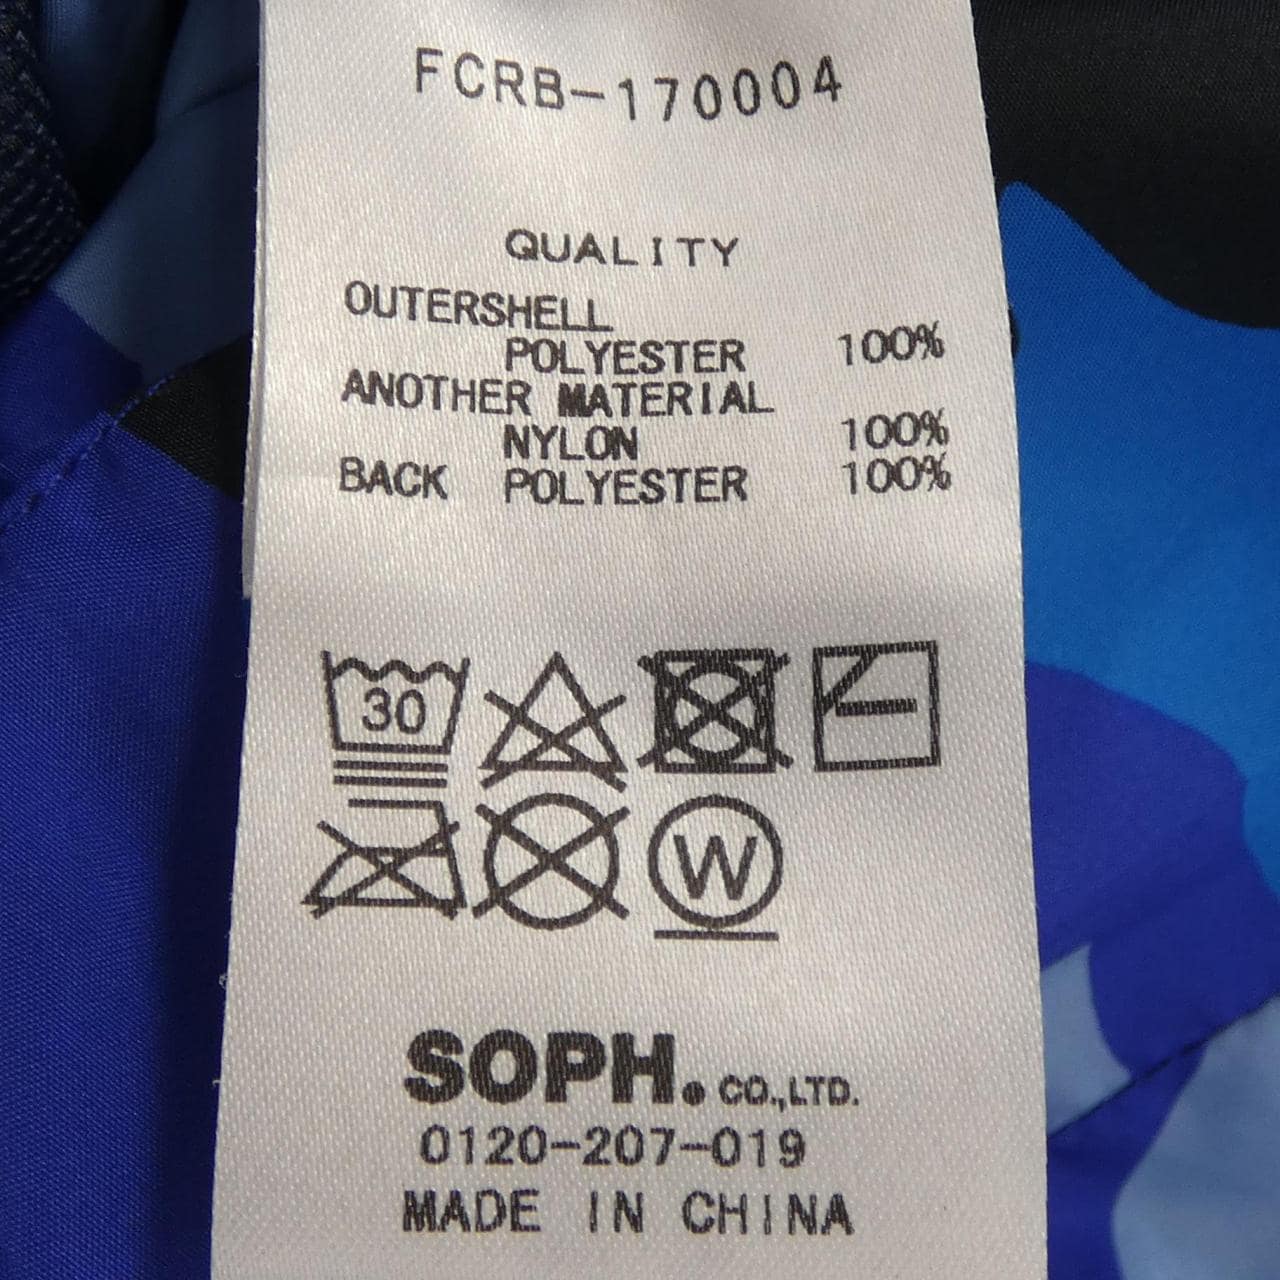 FCRB-170004
QUALITY
OUTERSHELL
POLYESTER 100%
ANOTHER MATERIAL
NYLON 100%
BACK POLYESTER 100%
30
W
SOPH. CO.,LTD.
0120-207-019
MADE IN CHINA